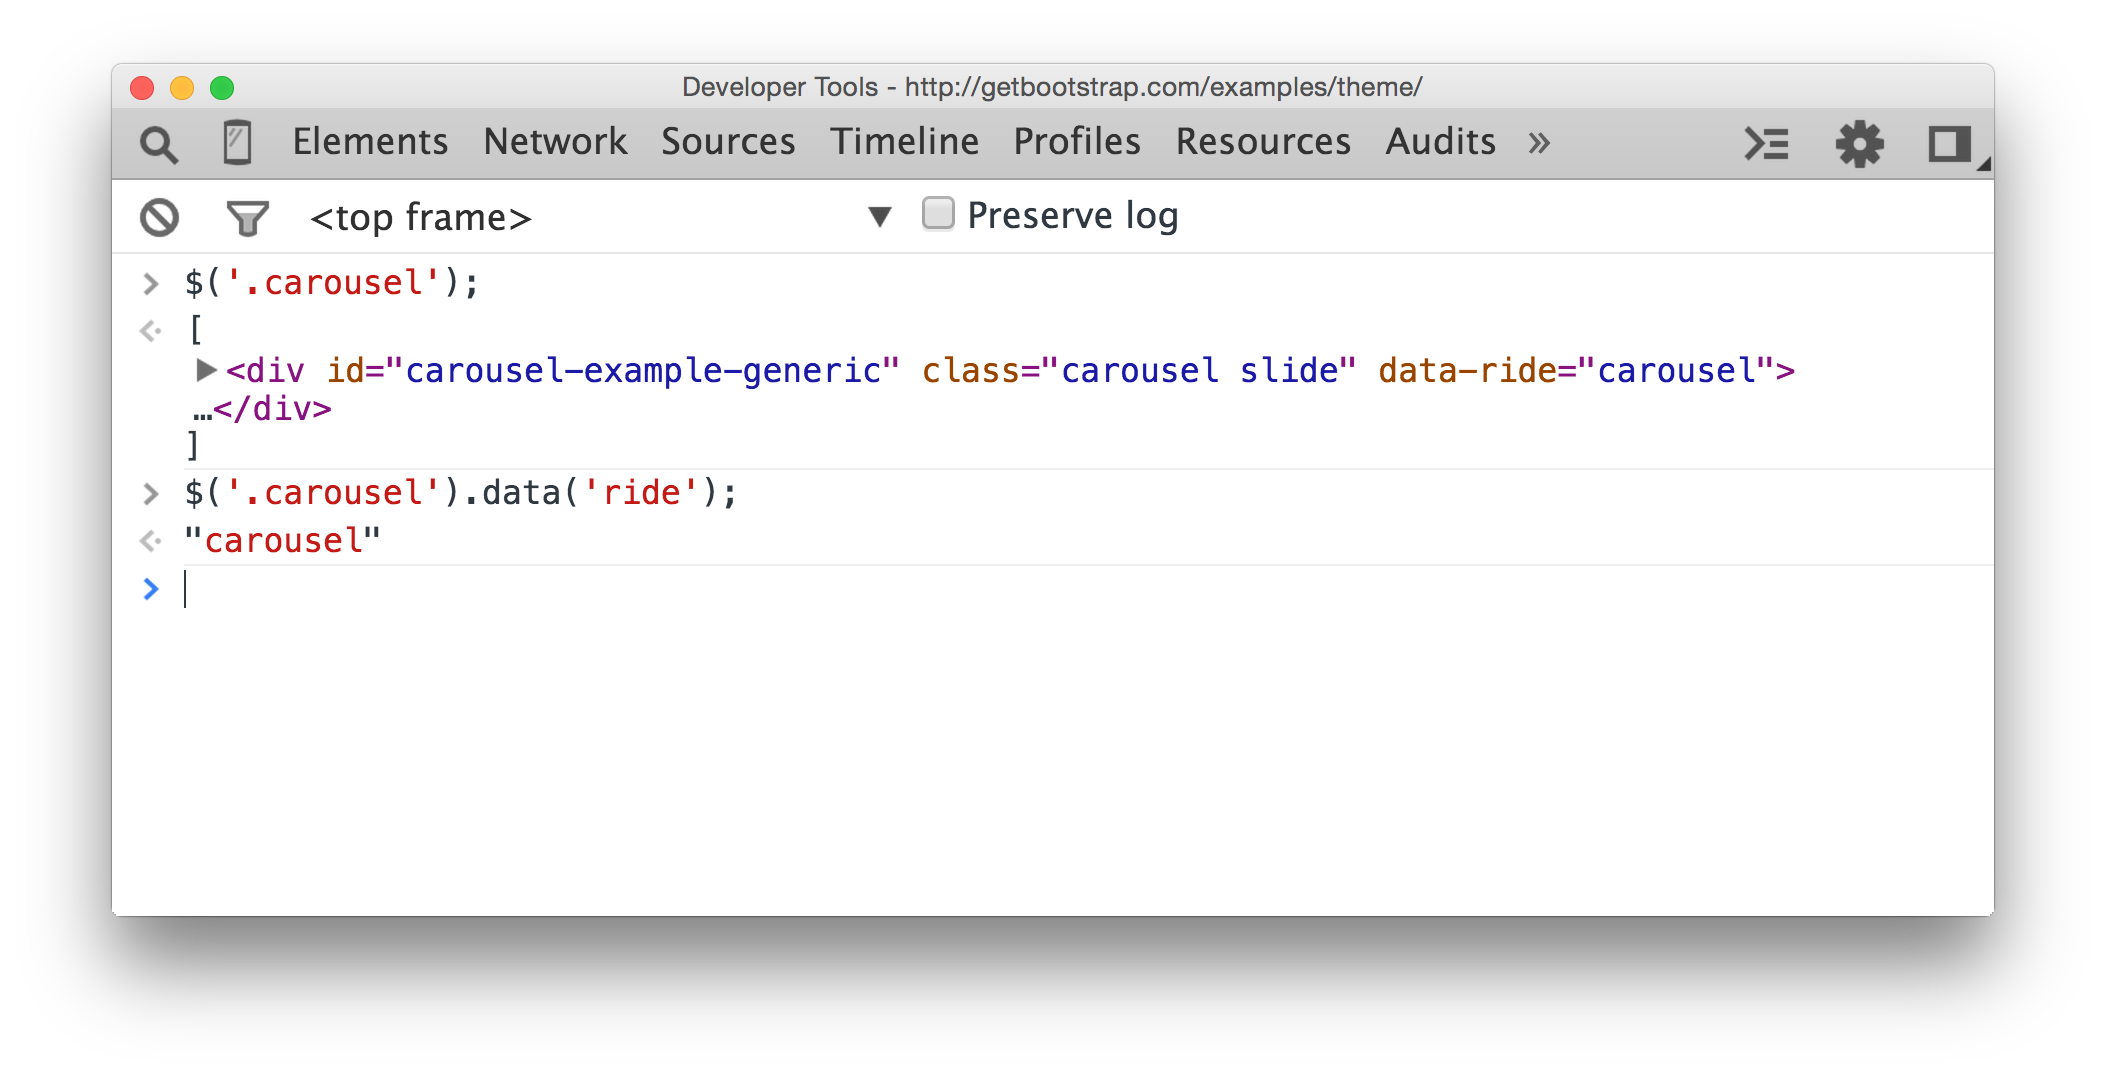 Developer Tools - http://getbootstrap.com/examples/theme/
Elements Network Sources Timeline Profiles Resources Audits »
<top frame> ▼ Preserve log
> $('.carousel');
[
▶<div id="carousel-example-generic" class="carousel slide" data-ride="carousel">
…</div>
]
> $('.carousel').data('ride');
"carousel"
>